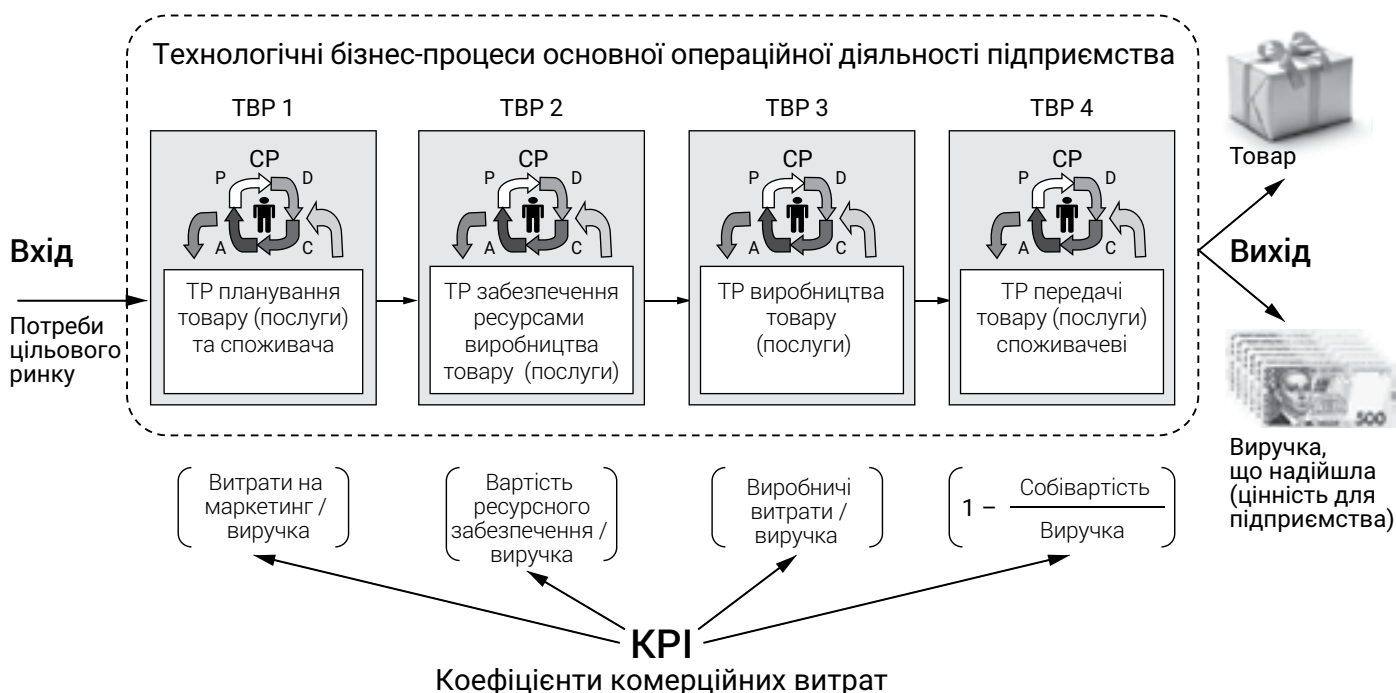 Технологічні бізнес-процеси основної операційної діяльності підприємства
ТВР 1
ТВР 2
ТВР 3
ТВР 4
СР
P
D
A
C
СР
P
D
A
C
СР
P
D
A
C
СР
P
D
A
C
Вхід
Потреби
цільового
ринку
ТР планування
товару (послуги)
та споживача
ТР забезпечення
ресурсами
виробництва
товару (послуги)
ТР виробництва
товару
(послуги)
ТР передачі
товару (послуги)
споживачеві
Товар
Вихід
500
Виручка,
що надійшла
(цінність для
підприємства)
Витрати на
маркетинг /
виручка
Вартість
ресурсного
забезпечення /
виручка
Виробничі
витрати /
виручка
1 – Собівартість
Виручка
КРІ
Коефіцієнти комерційних витрат